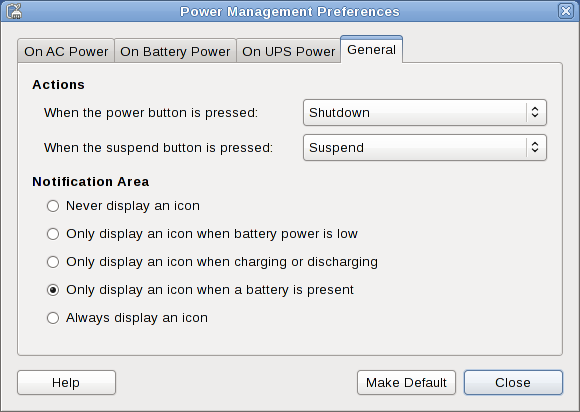 Power Management Preferences
On AC Power
On Battery Power
On UPS Power
General
Actions
When the power button is pressed:
Shutdown
When the suspend button is pressed:
Suspend
Notification Area
Never display an icon
Only display an icon when battery power is low
Only display an icon when charging or discharging
Only display an icon when a battery is present
Always display an icon
Help
Make Default
Close